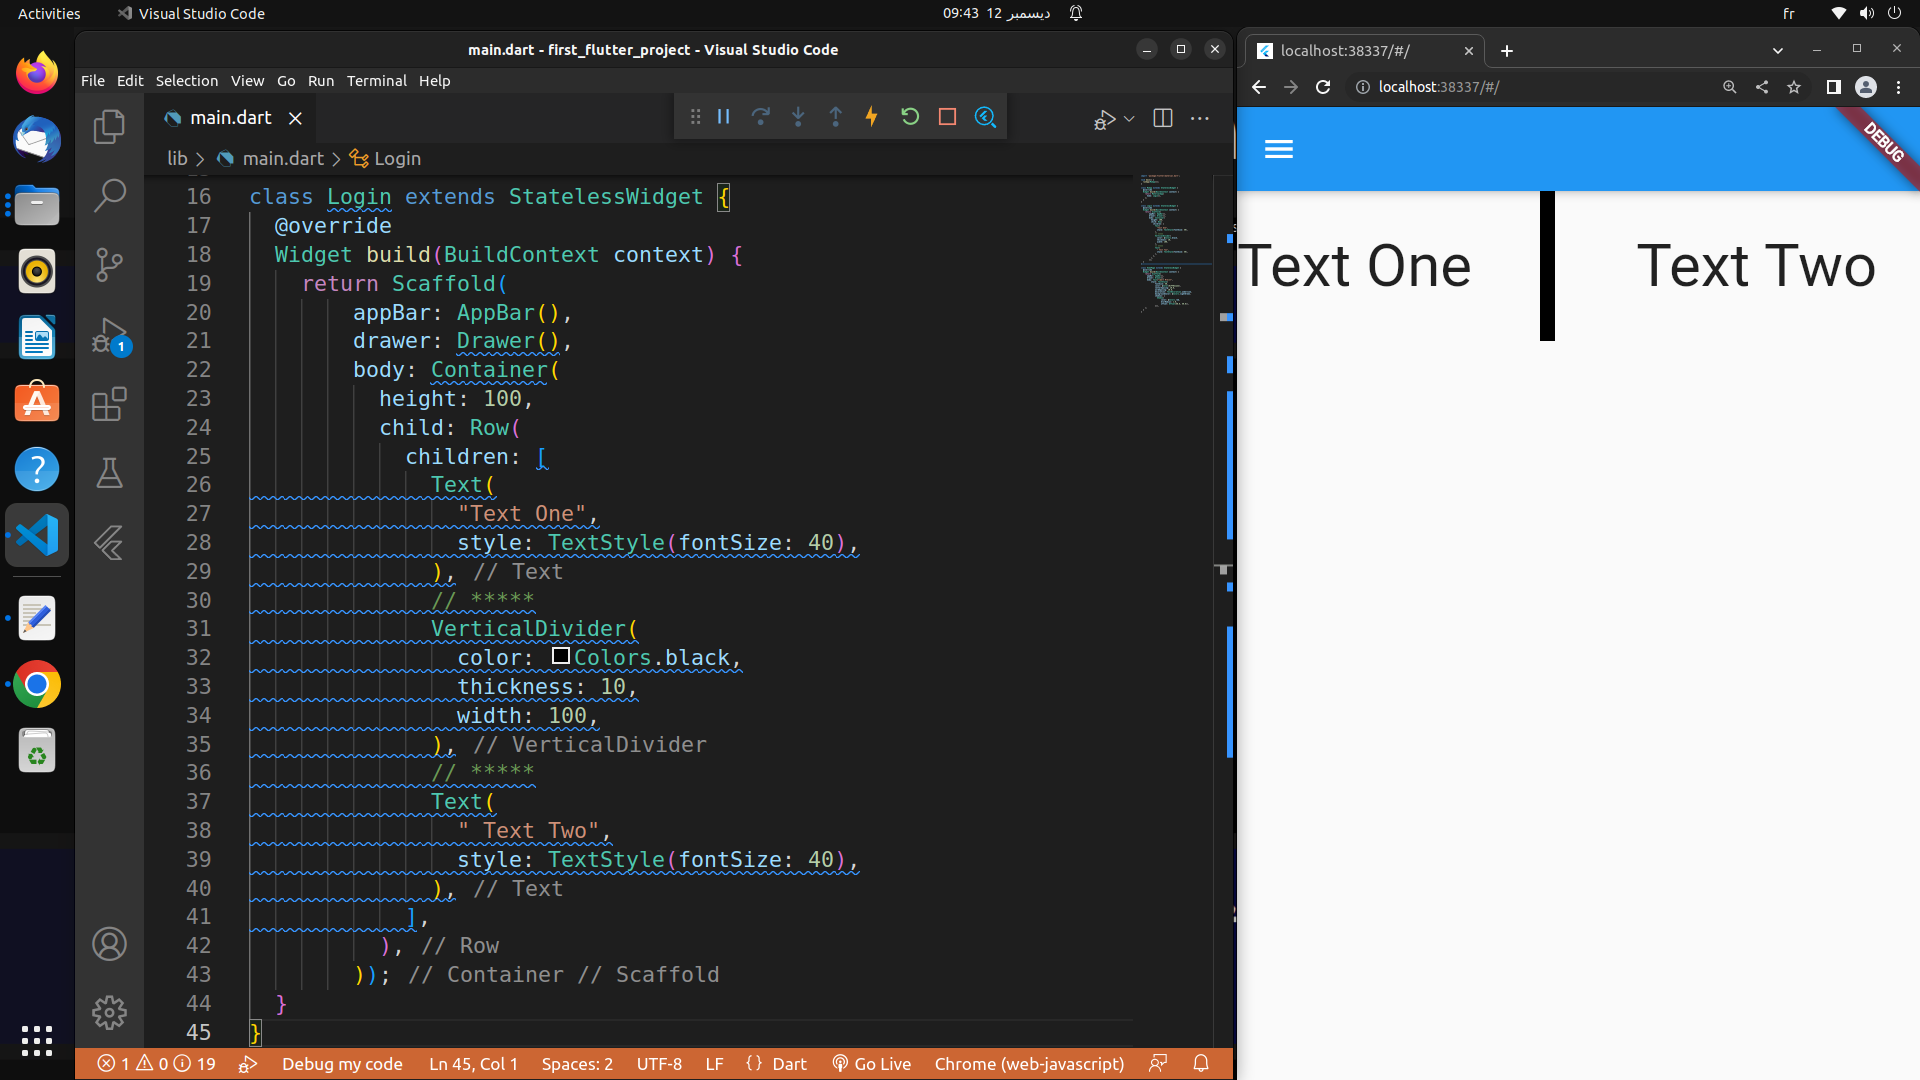 Activities
Visual Studio Code
09:43 12 ديسمبر
fr
main.dart - first_flutter_project - Visual Studio Code
File Edit Selection View Go Run Terminal Help
main.dart
lib > main.dart > Login
16 class Login extends StatelessWidget {
17 @override
18 Widget build(BuildContext context) {
19 return Scaffold(
20 appBar: AppBar(),
21 drawer: Drawer(),
22 body: Container(
23 height: 100,
24 child: Row(
25 children: [
26 Text(
27 "Text One",
28 style: TextStyle(fontSize: 40),
29 ), // Text
30 // *****
31 VerticalDivider(
32 color: Colors.black,
33 thickness: 10,
34 width: 100,
35 ), // VerticalDivider
36 // *****
37 Text(
38 " Text Two",
39 style: TextStyle(fontSize: 40),
40 ), // Text
41 ],
42 ), // Row
43 )); // Container // Scaffold
44 }
45 }
1
1 0 19 Debug my code Ln 45, Col 1 Spaces: 2 UTF-8 LF {} Dart Go Live Chrome (web-javascript)
localhost:38337/#/
localhost:38337/#/
DEBUG
Text One Text Two